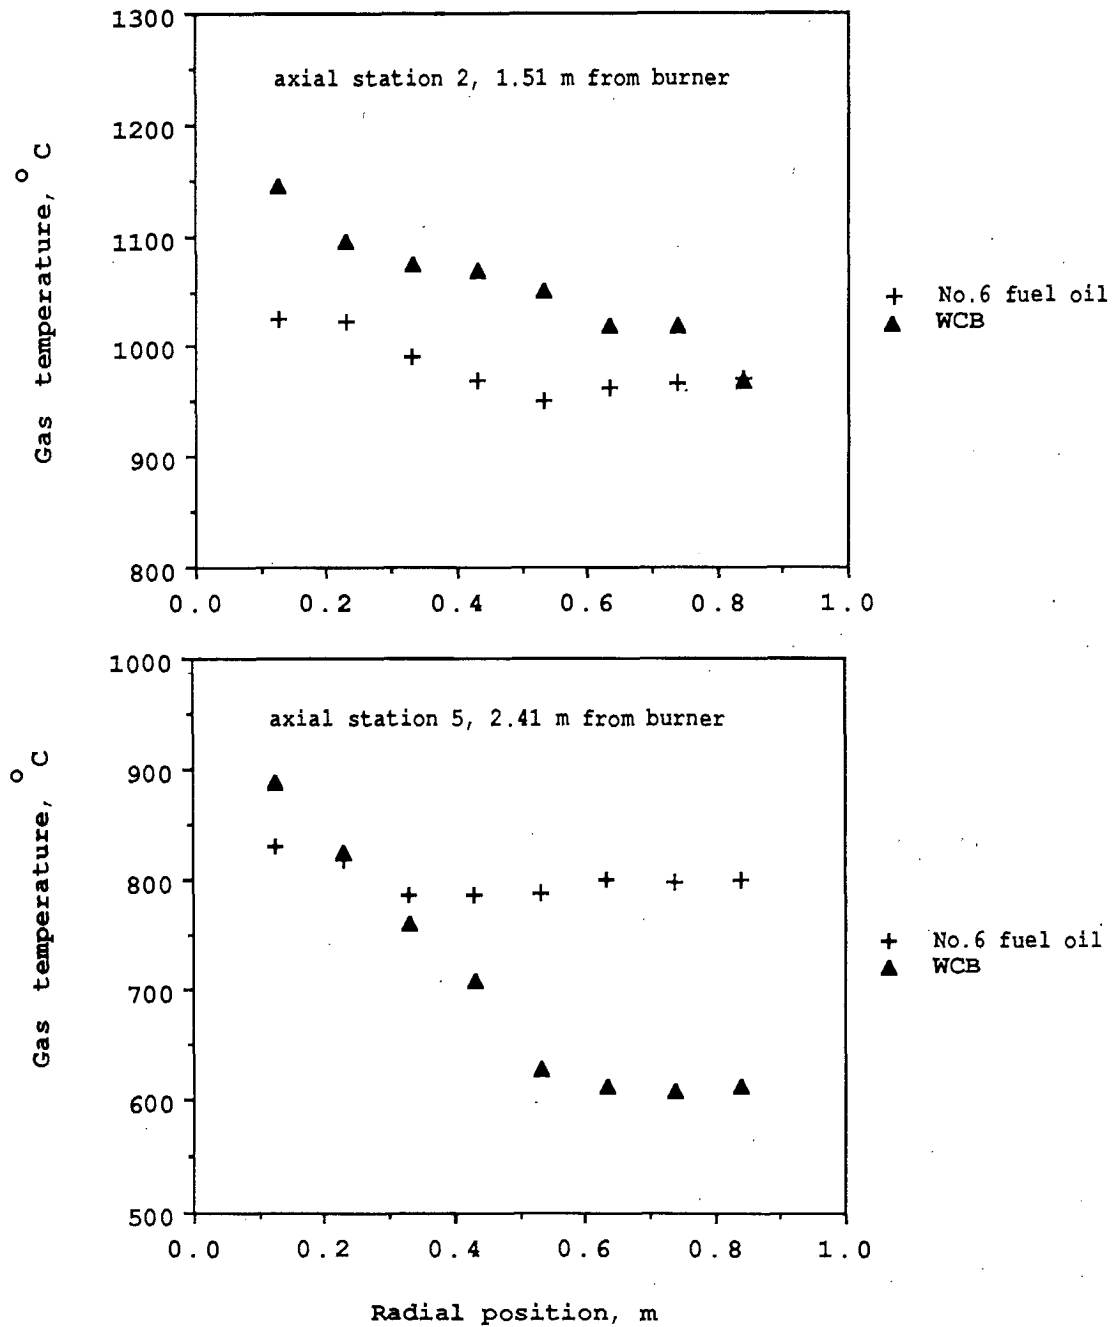 1300
1200
1100
1000
900
800
Gas temperature, °C
axial station 2, 1.51 m from burner
+ No.6 fuel oil
▲ WCB
0.0 0.2 0.4 0.6 0.8 1.0
1000
900
800
700
600
500
Gas temperature, °C
axial station 5, 2.41 m from burner
+ No.6 fuel oil
▲ WCB
0.0 0.2 0.4 0.6 0.8 1.0
Radial position, m